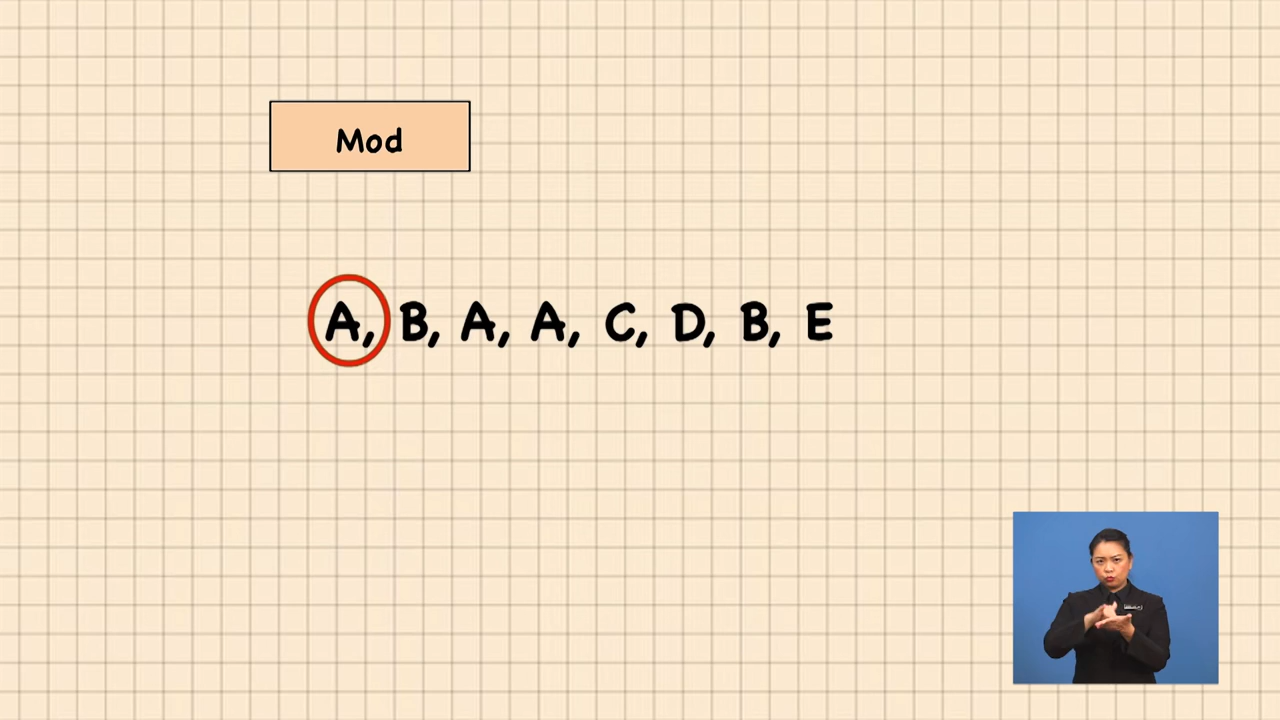 Mod
A, B, A, A, C, D, B, E